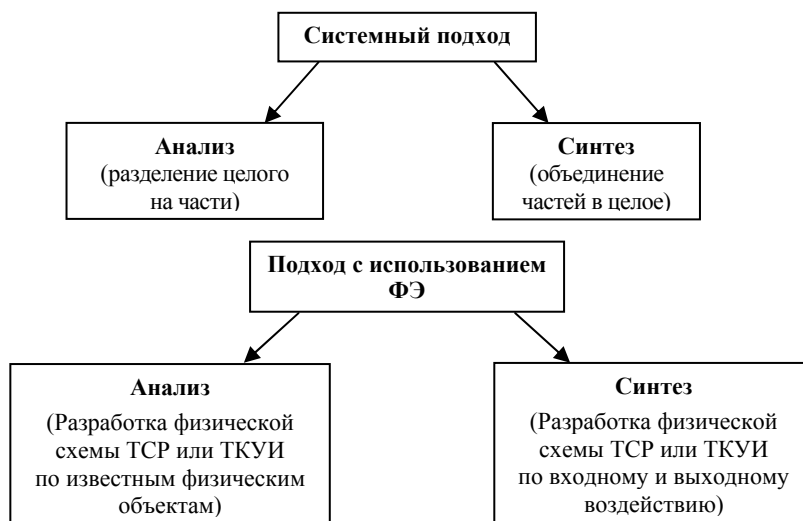 Системный подход
Анализ
(разделение целого
на части)
Синтез
(объединение
частей в целое)
Подход с использованием
ФЭ
Анализ
(Разработка физической
схемы ТСР или ТКУИ
по известным физическим
объектам)
Синтез
(Разработка физической
схемы ТСР или ТКУИ
по входному и выходному
воздействию)